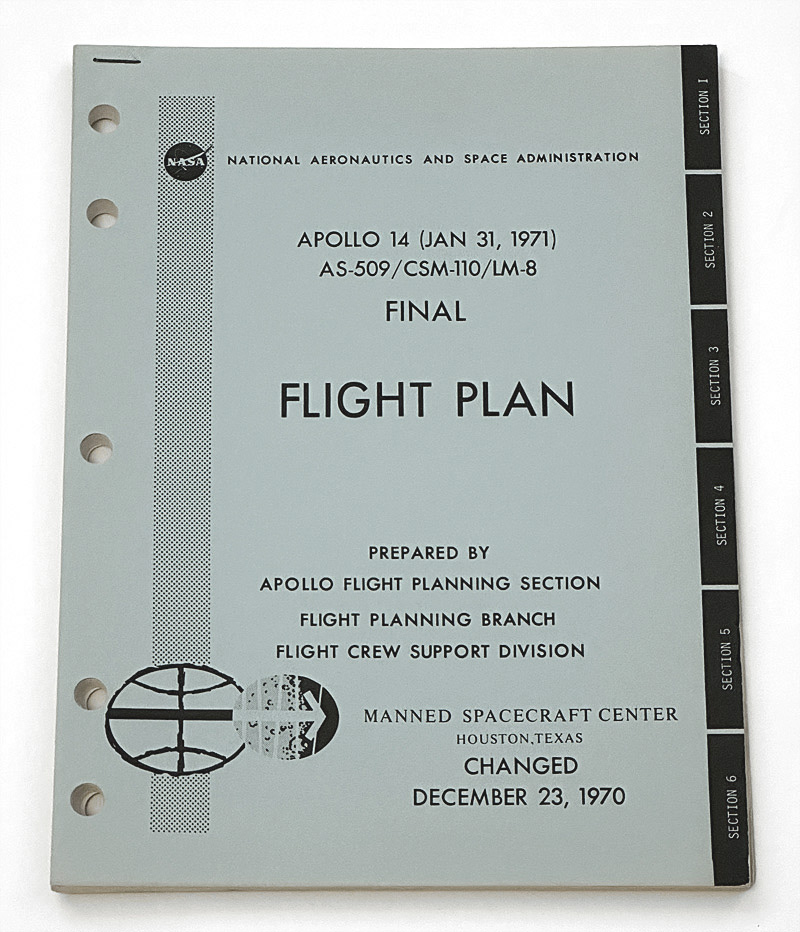 NASA
NATIONAL AERONAUTICS AND SPACE ADMINISTRATION
APOLLO 14 (JAN 31, 1971)
AS-509/CSM-110/LM-8
FINAL
FLIGHT PLAN
PREPARED BY
APOLLO FLIGHT PLANNING SECTION
FLIGHT PLANNING BRANCH
FLIGHT CREW SUPPORT DIVISION
MANNED SPACECRAFT CENTER
HOUSTON,TEXAS
CHANGED
DECEMBER 23, 1970
SECTION I
SECTION 2
SECTION 3
SECTION 4
SECTION 5
SECTION 6